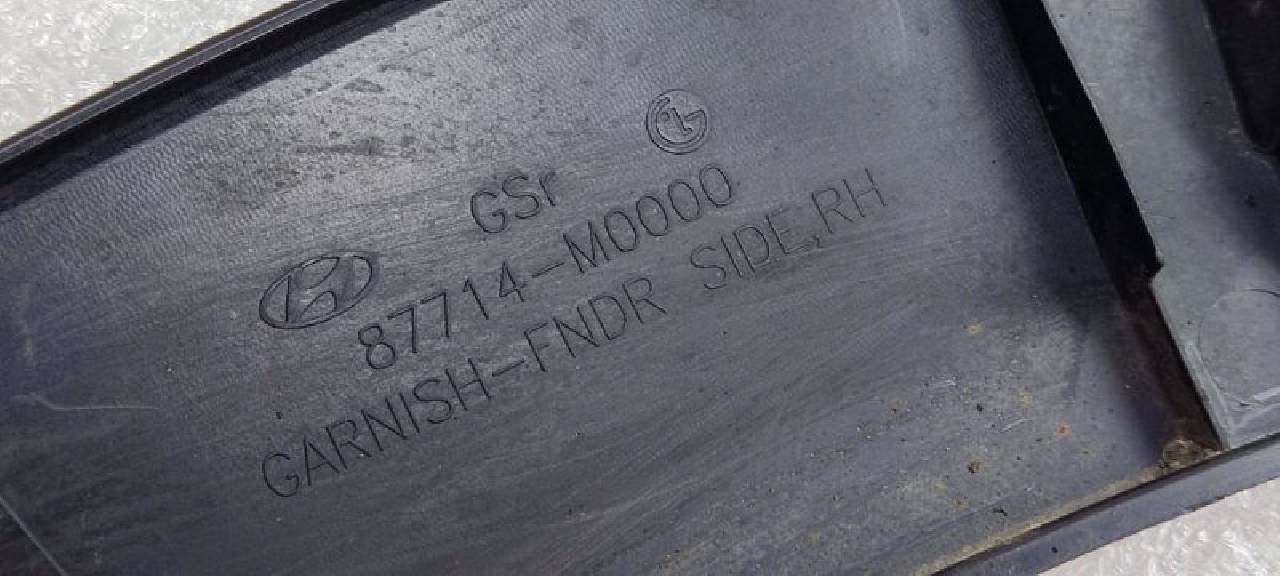 GSr
87714-M0000
GARNISH-FNDR SIDE,RH